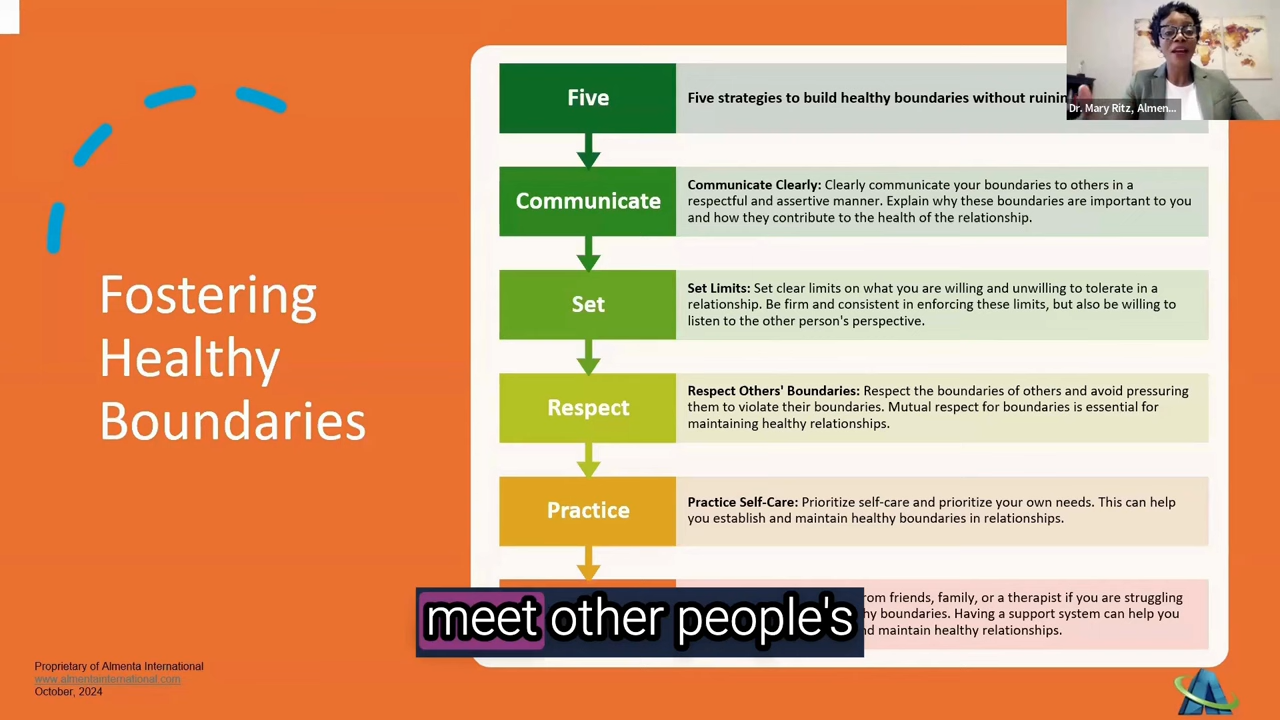 Fostering
Healthy
Boundaries
Five
Five strategies to build healthy boundaries without
Dr. Mary Ritz, Almen...
Communicate
Communicate Clearly: Clearly communicate your boundaries to others in a
respectful and assertive manner. Explain why these boundaries are important to you
and how they contribute to the health of the relationship.
Set
Set Limits: Set clear limits on what you are willing and unwilling to tolerate in a
relationship. Be firm and consistent in enforcing these limits, but also be willing to
listen to the other person's perspective.
Respect
Respect Others' Boundaries: Respect the boundaries of others and avoid pressuring
them to violate their boundaries. Mutual respect for boundaries is essential for
maintaining healthy relationships.
Practice
Practice Self-Care: Prioritize self-care and prioritize your own needs. This can help
you establish and maintain healthy boundaries in relationships.
from friends, family, or a therapist if you are struggling
boundaries. Having a support system can help you
and maintain healthy relationships.
meet other people's
Proprietary of Almenta International
www.almentainternational.com
October, 2024